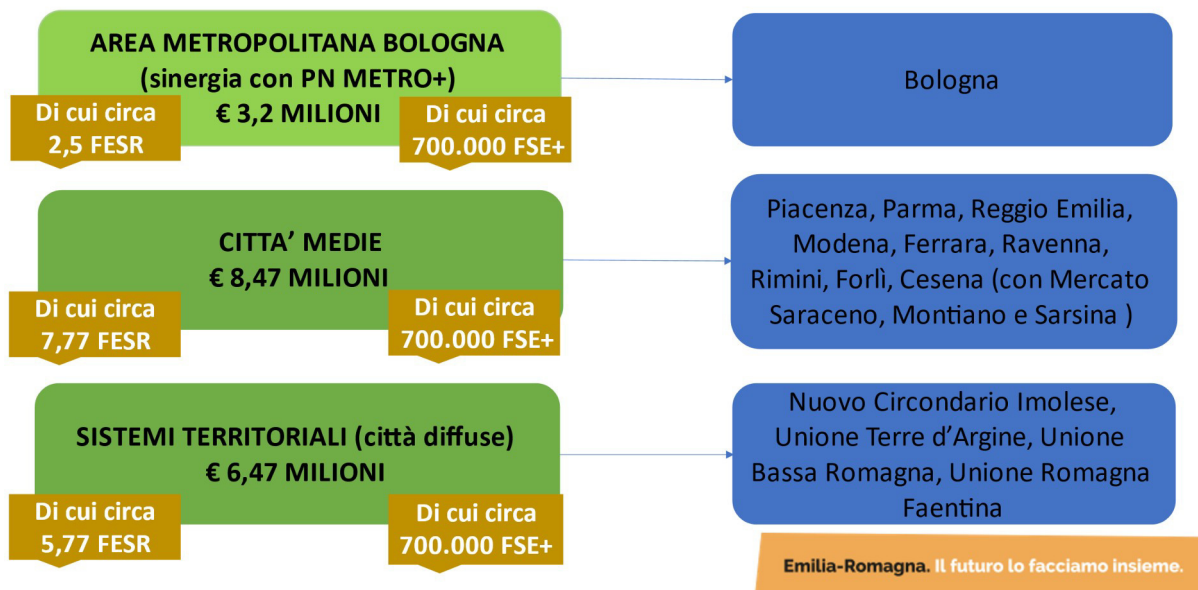 AREA METROPOLITANA BOLOGNA
(sinergia con PN METRO+)
€ 3,2 MILIONI
Di cui circa
2,5 FESR
Di cui circa
700.000 FSE+
Bologna
CITTA’ MEDIE
€ 8,47 MILIONI
Di cui circa
7,77 FESR
Di cui circa
700.000 FSE+
Piacenza, Parma, Reggio Emilia,
Modena, Ferrara, Ravenna,
Rimini, Forlì, Cesena (con Mercato
Saraceno, Montiano e Sarsina )
SISTEMI TERRITORIALI (città diffuse)
€ 6,47 MILIONI
Di cui circa
5,77 FESR
Di cui circa
700.000 FSE+
Nuovo Circondario Imolese,
Unione Terre d’Argine, Unione
Bassa Romagna, Unione Romagna
Faentina
Emilia-Romagna. Il futuro lo facciamo insieme.